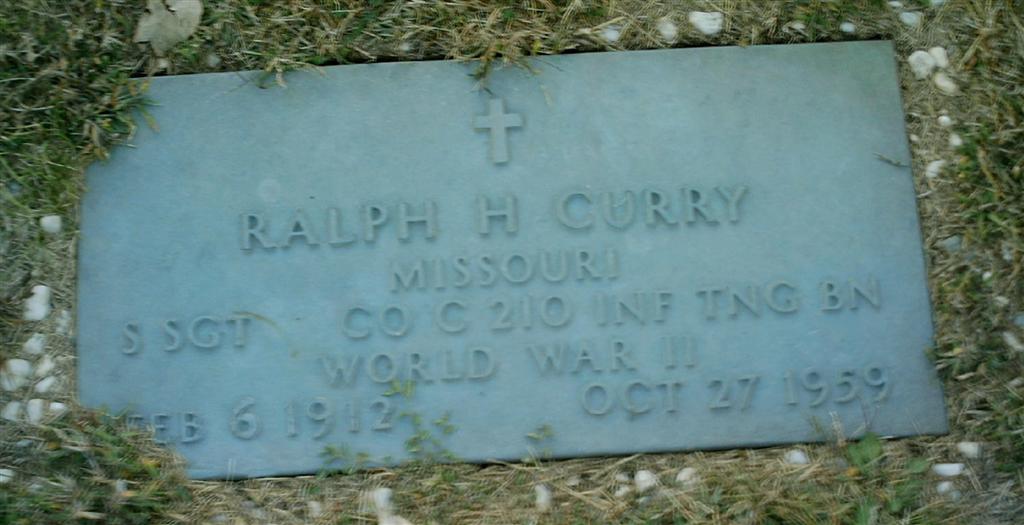 RALPH H CURRY
MISSOURI
S SGT CO C 210 INF TNG BN
WORLD WAR II
FEB 6 1912 OCT 27 1959